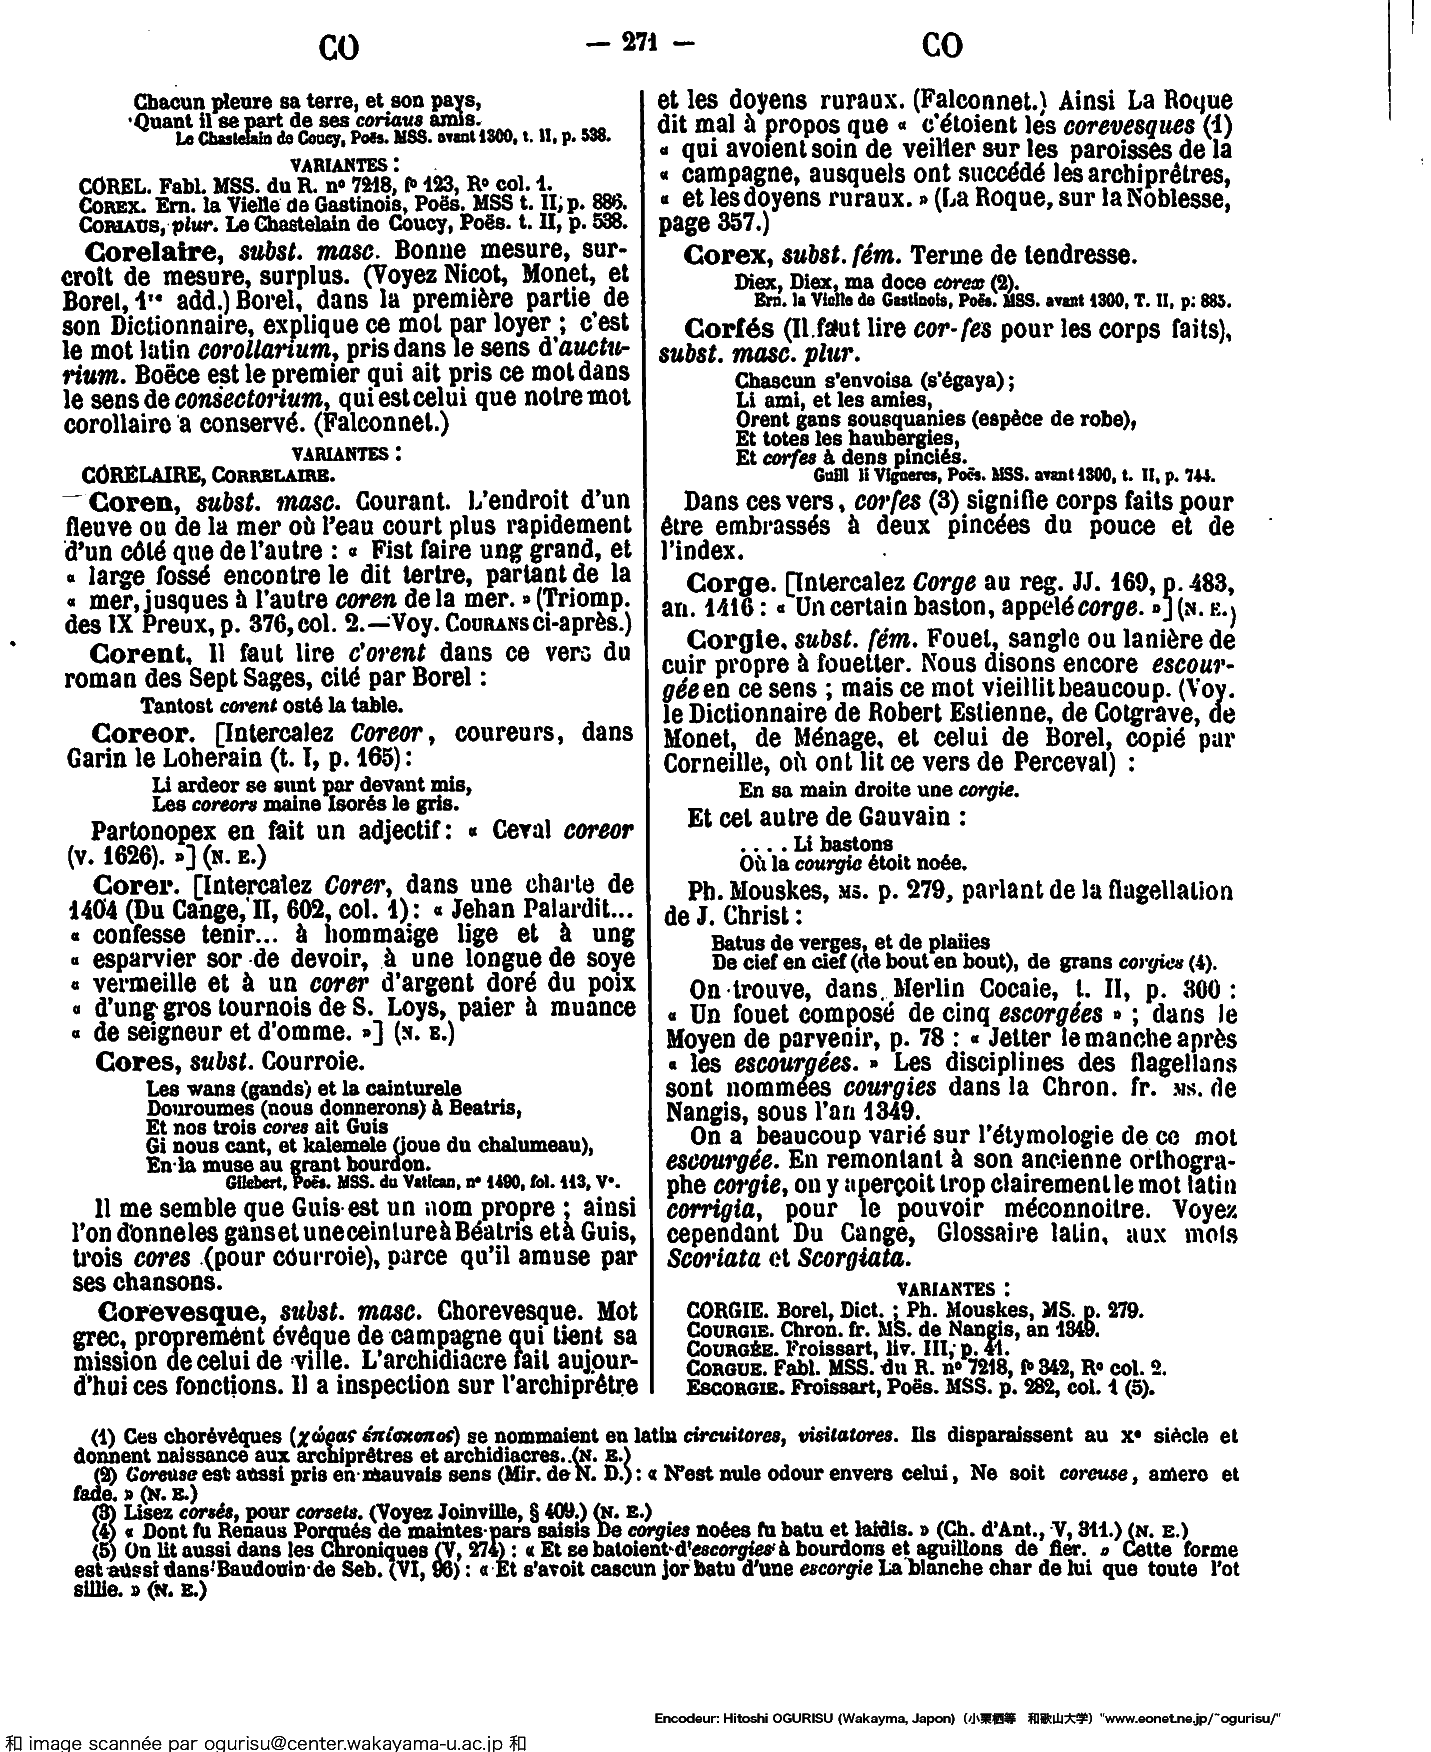 CO
— 271 —
CO
Chacun pleure sa terre, et son pays,
Quant il se part de ses coriaus amis.
Le Chastelain de Coucy, Poës. MSS. avant 1300, t. II, p. 538.
VARIANTES :
COREL. Fabl. MSS. du R. nº 7218, fº 123, Rº col. 1.
COREX. Ern. la Vielle de Gastinois, Poës. MSS t. II, p. 886.
CORIAUS, plur. Le Chastelain de Coucy, Poës. t. II, p. 538.
Corelaire, subst. masc. Bonne mesure, sur-
croît de mesure, surplus. (Voyez Nicot, Monet, et
Borel, 1re add.) Borel, dans la première partie de
son Dictionnaire, explique ce mot par loyer ; c'est
le mot latin corollarium, pris dans le sens d'auctu-
rium. Boëce est le premier qui ait pris ce mot dans
le sens de consectorium, qui est celui que notre mot
corollaire a conservé. (Falconnet.)
VARIANTES :
CORELAIRE, CORRELAIRE.
Coren, subst. masc. Courant. L'endroit d'un
fleuve ou de la mer où l'eau court plus rapidement
d'un côté que de l'autre : « Fist faire ung grand, et
« large fossé encontre le dit tertre, partant de la
« mer, jusques à l'autre coren de la mer. » (Triomp.
des IX Preux, p. 376, col. 2. — Voy. COURANS ci-après.)
Corent, Il faut lire c'orent dans ce vers du
roman des Sept Sages, cité par Borel :
Tantost corent osté la table.
Coreor. [Intercalez Coreor, coureurs, dans
Garin le Loherain (t. I, p. 165) :
Li ardeor se sunt par devant mis,
Les coreors maine Isorés le gris.
Partonopex en fait un adjectif : « Ceval coreor
(v. 1626). »] (N. E.)
Corer. [Intercalez Corer, dans une charte de
1404 (Du Cange, II, 602, col. 1) : « Jehan Palardit...
« confesse tenir... à hommaige lige et à ung
« esparvier sor de devoir, à une longue de soye
« vermeille et à un corer d'argent doré du poix
« d'ung gros tournois de S. Loys, paier à muance
« de seigneur et d'omme. »] (N. E.)
Cores, subst. Courroie.
Les wans (gands) et la cainturele
Douroumes (nous donnerons) à Beatris,
Et nos trois cores ait Guis
Gi nous cant, et kalemele (joue du chalumeau),
En la muse au grant bourdon.
Gilebert, Poës. MSS. du Vatican, nº 1490, fol. 113, Vº.
Il me semble que Guis est un nom propre ; ainsi
l'on donne les gans et une ceinture à Béatris et à Guis,
trois cores (pour courroie), parce qu'il amuse par
ses chansons.
Corevesque, subst. masc. Chorevesque. Mot
grec, proprement évêque de campagne qui tient sa
mission de celui de ville. L'archidiacre fait aujour-
d'hui ces fonctions. Il a inspection sur l'archiprêtre
et les doyens ruraux. (Falconnet.) Ainsi La Roque
dit mal à propos que « c'étoient les corevesques (1)
« qui avoient soin de veiller sur les paroisses de la
« campagne, ausquels ont succédé les archiprêtres,
« et les doyens ruraux. » (La Roque, sur la Noblesse,
page 357.)
Corex, subst. fém. Terme de tendresse.
Diex, Diex, ma doce corex (2).
Ern. la Vielle de Gastinois, Poës. MSS. avant 1300, T. II, p. 885.
Corfés (Il faut lire cor-fes pour les corps faits),
subst. masc. plur.
Chascun s'envoisa (s'égaya) ;
Li ami, et les amies,
Orent gans sousquanies (espèce de robe),
Et totes les haubergies,
Et corfes à dens pinciés.
Guill li Vigneres, Poës. MSS. avant 1300, t. II, p. 744.
Dans ces vers, corfes (3) signifie corps faits pour
être embrassés à deux pincées du pouce et de
l'index.
Corge. [Intercalez Corge au reg. JJ. 169, p. 483,
an. 1416 : « Un certain baston, appelé corge. »] (N. E.)
Corgie, subst. fém. Fouet, sangle ou lanière de
cuir propre à fouetter. Nous disons encore escour-
gée en ce sens ; mais ce mot vieillit beaucoup. (Voy.
le Dictionnaire de Robert Estienne, de Cotgrave, de
Monet, de Ménage, et celui de Borel, copié par
Corneille, où ont lit ce vers de Perceval) :
En sa main droite une corgie.
Et cet autre de Gauvain :
. . . . Li bastons
Où la courgie étoit noée.
Ph. Mouskes, MS. p. 279, parlant de la flagellation
de J. Christ :
Batus de verges, et de plaiies
De cief en cief (de bout en bout), de grans corgies (4).
On trouve, dans Merlin Cocaie, t. II, p. 300 :
« Un fouet composé de cinq escorgées » ; dans le
Moyen de parvenir, p. 78 : « Jetter le manche après
« les escourgées. » Les disciplines des flagellans
sont nommées courgies dans la Chron. fr. MS. de
Nangis, sous l'an 1349.
On a beaucoup varié sur l'étymologie de ce mot
escourgée. En remontant à son ancienne orthogra-
phe corgie, on y aperçoit trop clairement le mot latin
corrigia, pour le pouvoir méconnoitre. Voyez
cependant Du Cange, Glossaire latin, aux mots
Scoriata et Scorgiata.
VARIANTES :
CORGIE. Borel, Dict. ; Ph. Mouskes, MS. p. 279.
COURGIE. Chron. fr. MS. de Nangis, an 1349.
COURGÉE. Froissart, liv. III, p. 41.
CORGUE. Fabl. MSS. du R. nº 7218, fº 342, Rº col. 2.
ESCORGIE. Froissart, Poës. MSS. p. 282, col. 1 (5).
(1) Ces chorévêques (χώρας ἐπίσκοπος) se nommaient en latin circuitores, visitatores. Ils disparaissent au xe siècle et
donnent naissance aux archiprêtres et archidiacres. (N. E.)
(2) Coreuse est aussi pris en mauvais sens (Mir. de N. D.) : « N'est nule odour envers celui, Ne soit coreuse, amere et
fade. » (N. E.)
(3) Lisez corsés, pour corsets. (Voyez Joinville, § 409.) (N. E.)
(4) « Dont fu Renaus Porqués de maintes pars saisis De corgies noées fu batu et laidis. » (Ch. d'Ant., V, 311.) (N. E.)
(5) On lit aussi dans les Chroniques (V, 274) : « Et se batoient d'escorgies à bourdons et aguillons de fier. » Cette forme
est aussi dans Baudouin de Seb. (VI, 96) : « Et s'avoit cascun jor batu d'une escorgie La blanche char de lui que toute l'ot
sillie. » (N. E.)
Encodeur: Hitoshi OGURISU (Wakayma, Japon)（小栗栖等　和歌山大学）"www.eonet.ne.jp/~ogurisu/"
和 image scannée par ogurisu@center.wakayama-u.ac.jp 和